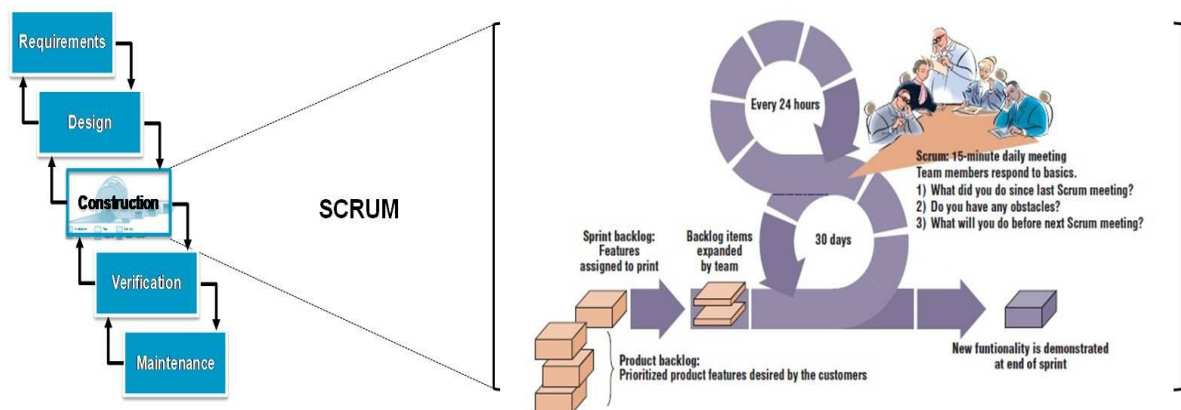 Requirements
Design
Construction
Verification
Maintenance
SCRUM
Every 24 hours
Scrum: 15-minute daily meeting
Team members respond to basics.
1) What did you do since last Scrum meeting?
2) Do you have any obstacles?
3) What will you do before next Scrum meeting?
30 days
Sprint backlog:
Features
assigned to print
Backlog items
expanded
by team
Product backlog:
Prioritized product features desired by the customers
New funtionality is demonstrated
at end of sprint